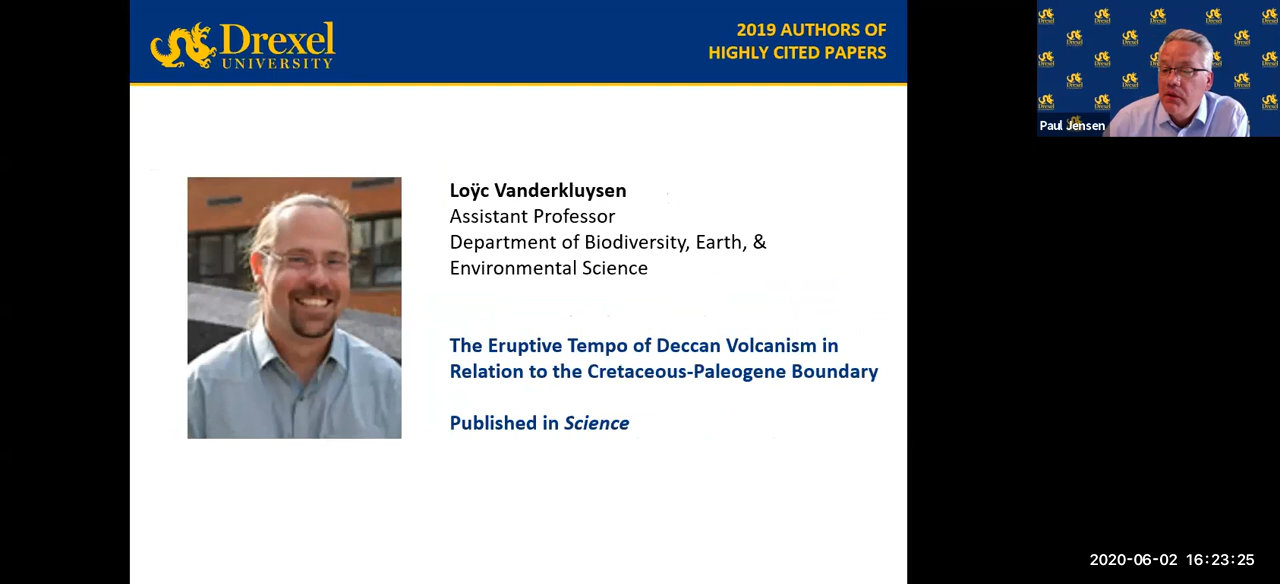 Drexel
UNIVERSITY
2019 AUTHORS OF
HIGHLY CITED PAPERS
Loÿc Vanderkluysen
Assistant Professor
Department of Biodiversity, Earth, &
Environmental Science
The Eruptive Tempo of Deccan Volcanism in
Relation to the Cretaceous-Paleogene Boundary
Published in Science
Paul Jensen
2020-06-02 16:23:25